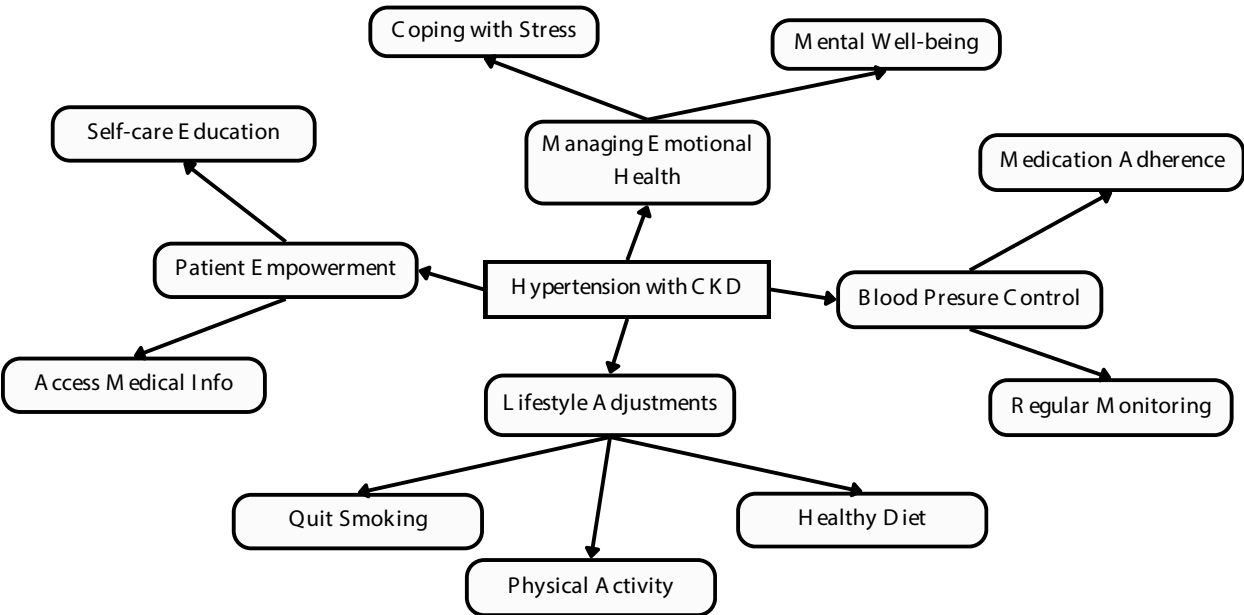 Coping with Stress
Mental Well-being
Self-care Education
Managing Emotional
Health
Medication Adherence
Patient Empowerment
Hypertension with CKD
Blood Presure Control
Access Medical Info
Lifestyle Adjustments
Regular Monitoring
Quit Smoking
Healthy Diet
Physical Activity